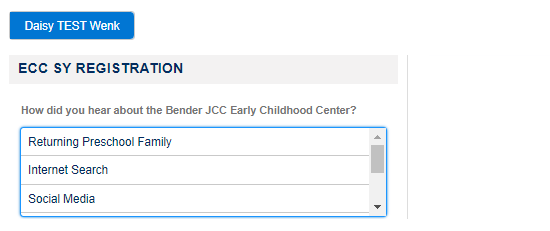 Daisy TEST Wenk
ECC SY REGISTRATION
How did you hear about the Bender JCC Early Childhood Center?
Returning Preschool Family
Internet Search
Social Media